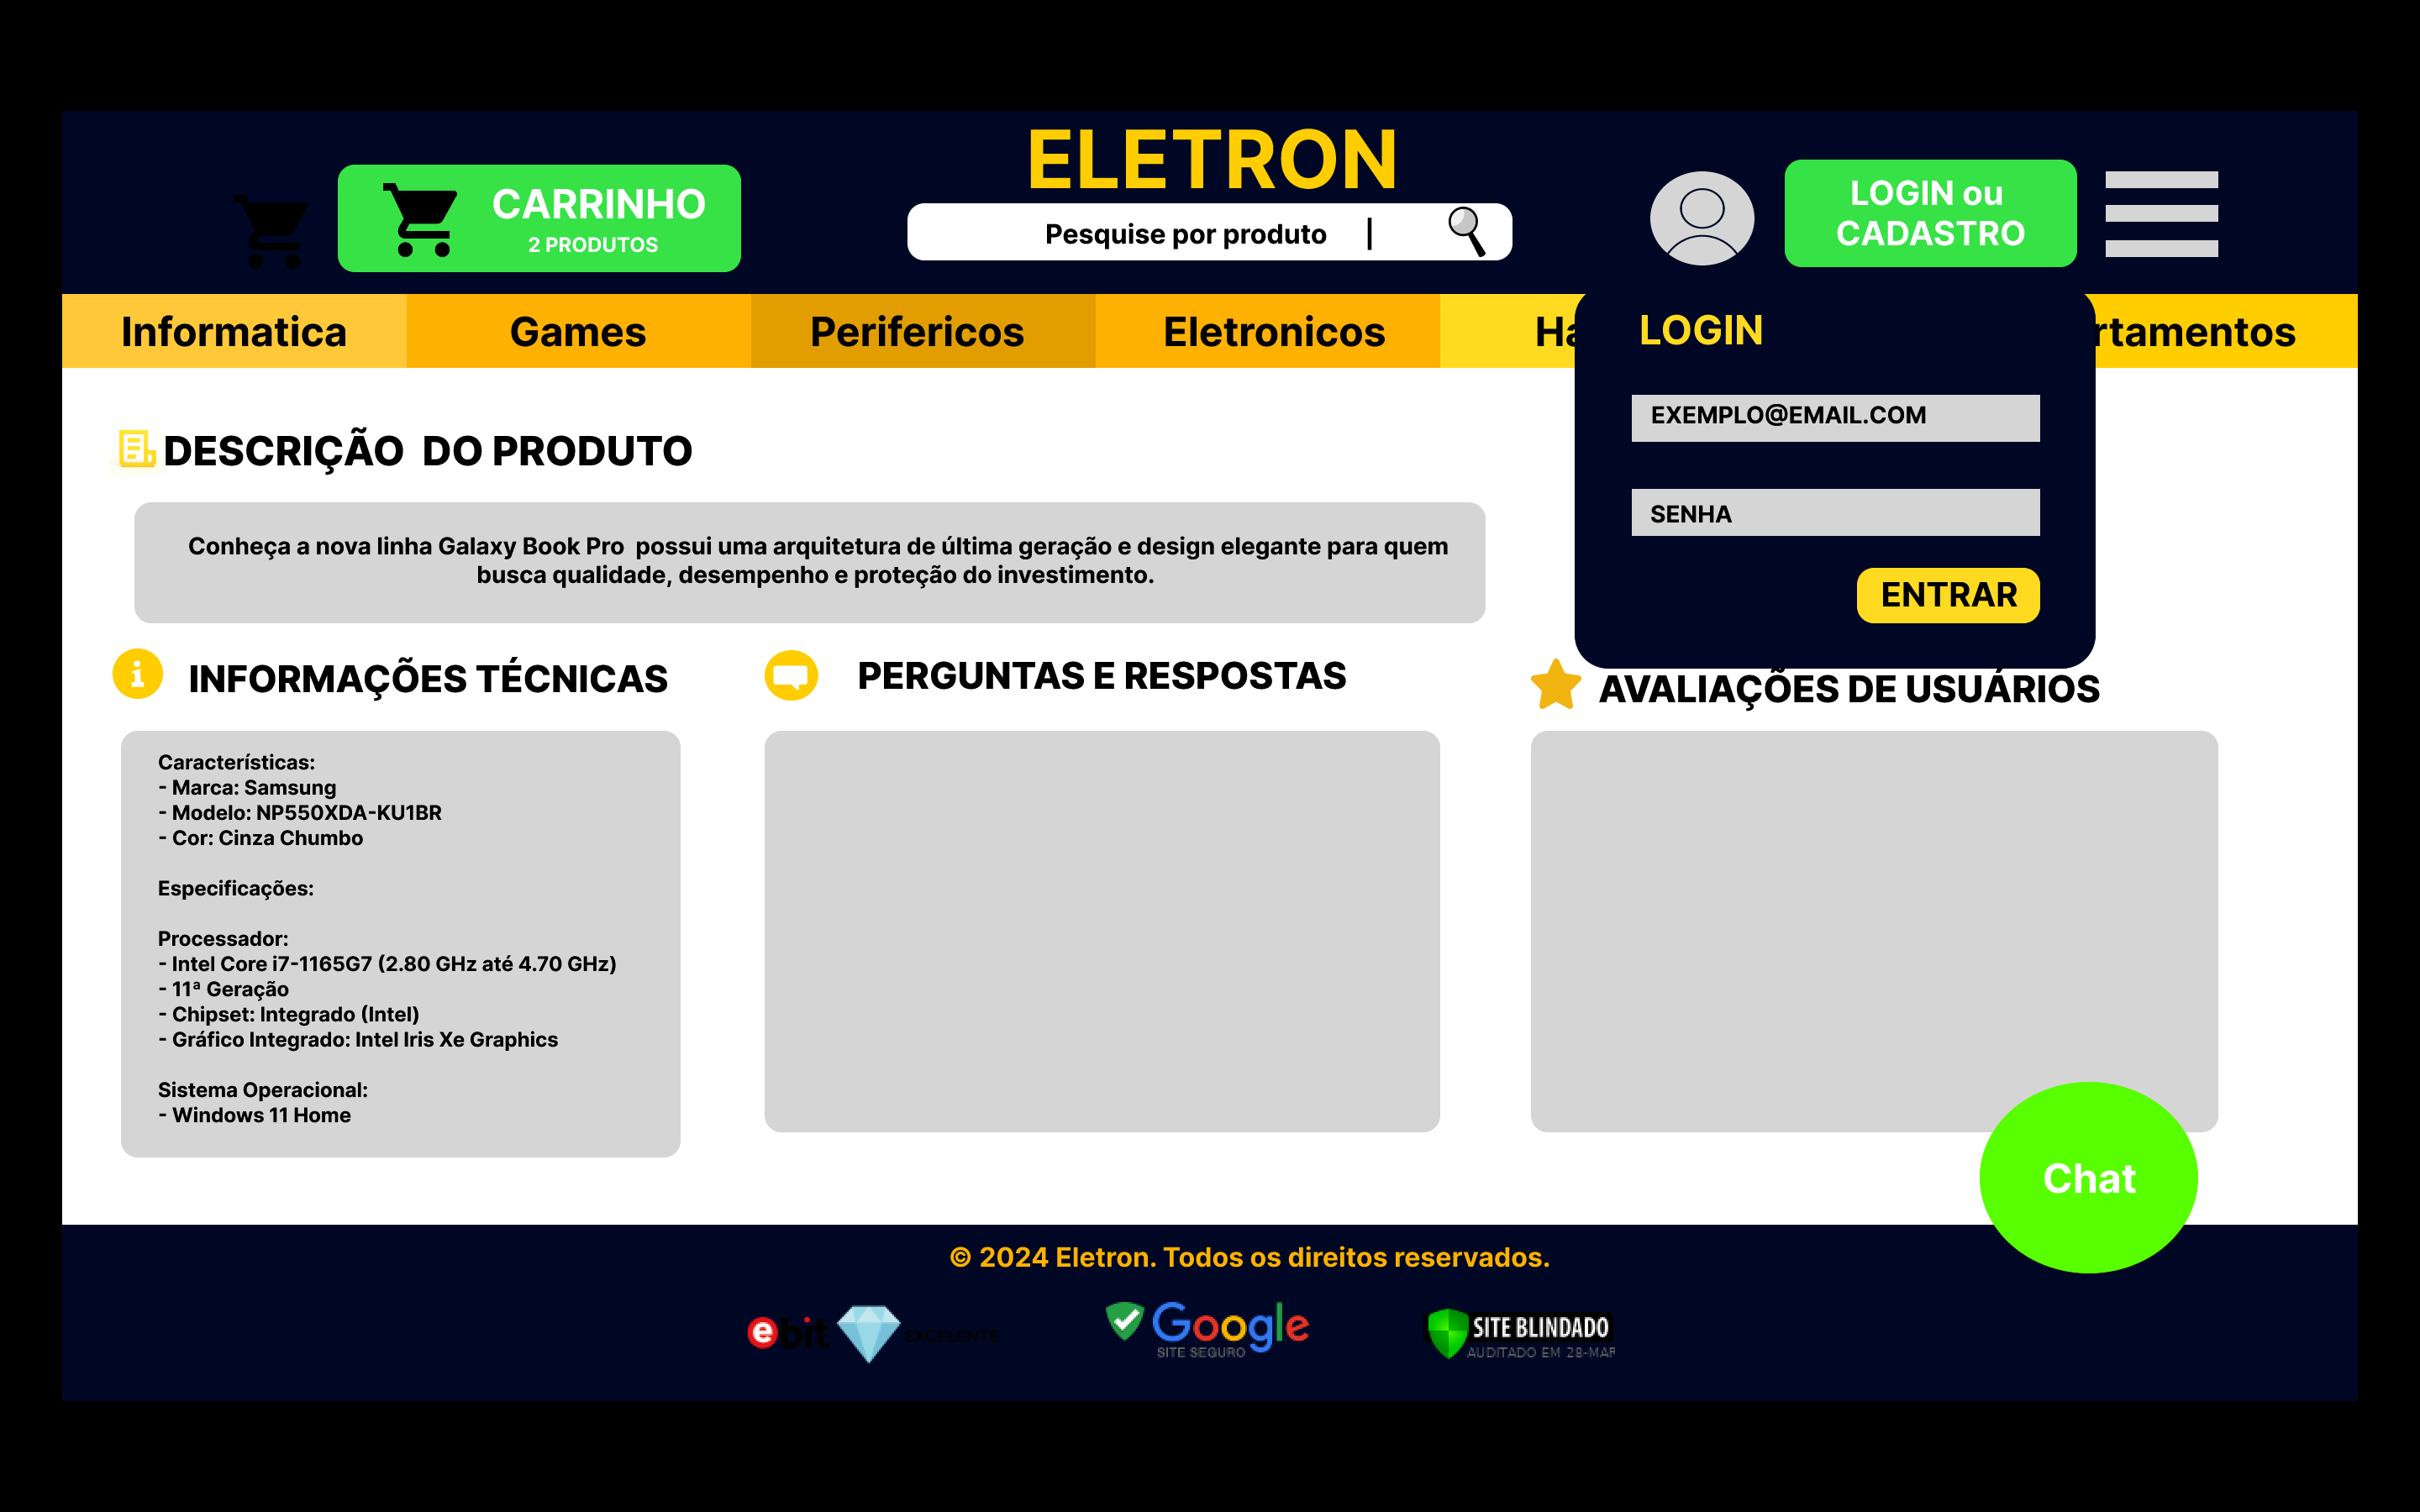 ELETRON
CARRINHO
2 PRODUTOS
Pesquise por produto |
LOGIN ou
CADASTRO
Informatica
Games
Perifericos
Eletronicos
Ha
rtamentos
LOGIN
EXEMPLO@EMAIL.COM
SENHA
ENTRAR
DESCRIÇÃO DO PRODUTO
Conheça a nova linha Galaxy Book Pro possui uma arquitetura de última geração e design elegante para quem
busca qualidade, desempenho e proteção do investimento.
INFORMAÇÕES TÉCNICAS
Características:
- Marca: Samsung
- Modelo: NP550XDA-KU1BR
- Cor: Cinza Chumbo
Especificações:
Processador:
- Intel Core i7-1165G7 (2.80 GHz até 4.70 GHz)
- 11ª Geração
- Chipset: Integrado (Intel)
- Gráfico Integrado: Intel Iris Xe Graphics
Sistema Operacional:
- Windows 11 Home
PERGUNTAS E RESPOSTAS
AVALIAÇÕES DE USUÁRIOS
Chat
© 2024 Eletron. Todos os direitos reservados.
ebit
EXCELENTE
Google
SITE SEGURO
SITE BLINDADO
AUDITADO EM 28-MAR